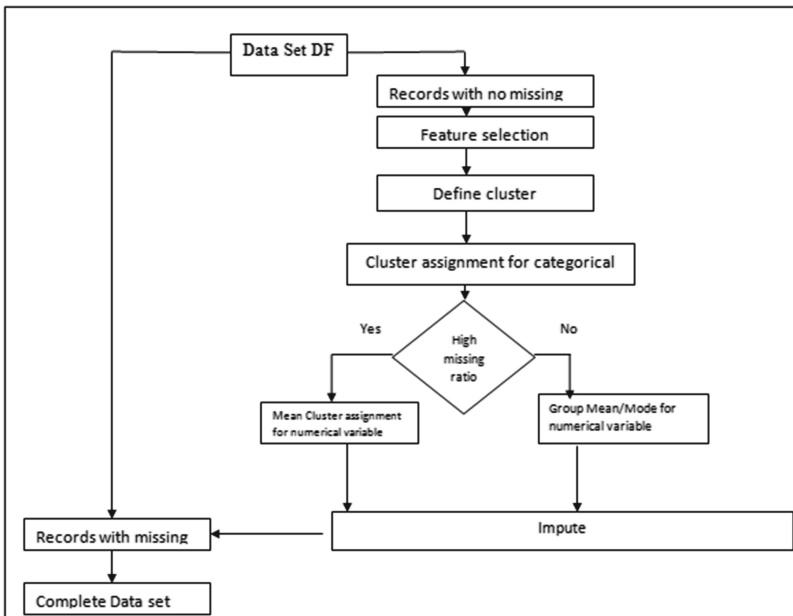 Data Set DF
Records with no missing
Feature selection
Define cluster
Cluster assignment for categorical
Yes
No
High
missing
ratio
Mean Cluster assignment
for numerical variable
Group Mean/Mode for
numerical variable
Impute
Records with missing
Complete Data set